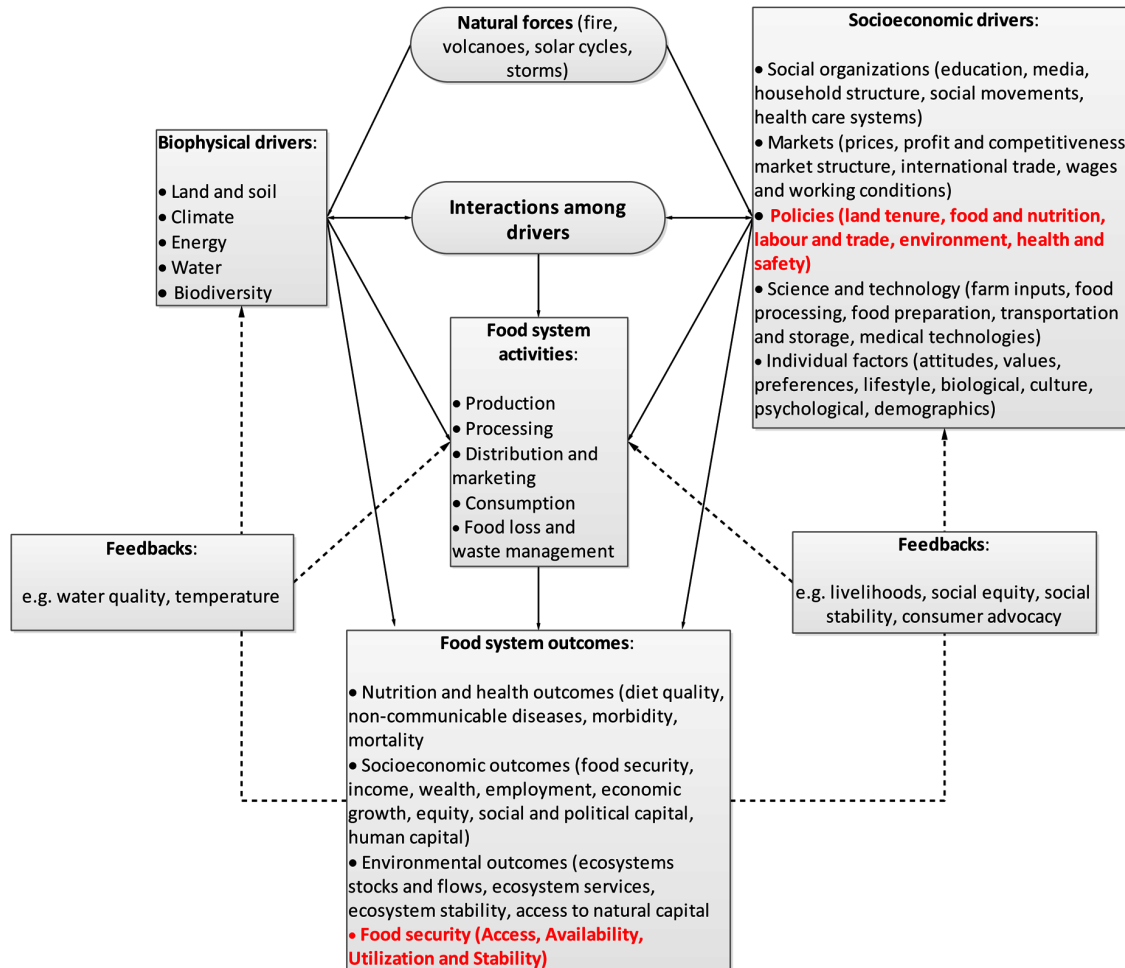 Natural forces (fire,
volcanoes, solar cycles,
storms)
Socioeconomic drivers:
● Social organizations (education, media,
household structure, social movements,
health care systems)
● Markets (prices, profit and competitiveness
market structure, international trade, wages
and working conditions)
● Policies (land tenure, food and nutrition,
labour and trade, environment, health and
safety)
● Science and technology (farm inputs, food
processing, food preparation, transportation
and storage, medical technologies)
● Individual factors (attitudes, values,
preferences, lifestyle, biological, culture,
psychological, demographics)
Biophysical drivers:
● Land and soil
● Climate
● Energy
● Water
● Biodiversity
Interactions among
drivers
Food system
activities:
● Production
● Processing
● Distribution and
marketing
● Consumption
● Food loss and
waste management
Feedbacks:
e.g. water quality, temperature
Feedbacks:
e.g. livelihoods, social equity, social
stability, consumer advocacy
Food system outcomes:
● Nutrition and health outcomes (diet quality,
non-communicable diseases, morbidity,
mortality
● Socioeconomic outcomes (food security,
income, wealth, employment, economic
growth, equity, social and political capital,
human capital)
● Environmental outcomes (ecosystems
stocks and flows, ecosystem services,
ecosystem stability, access to natural capital
● Food security (Access, Availability,
Utilization and Stability)